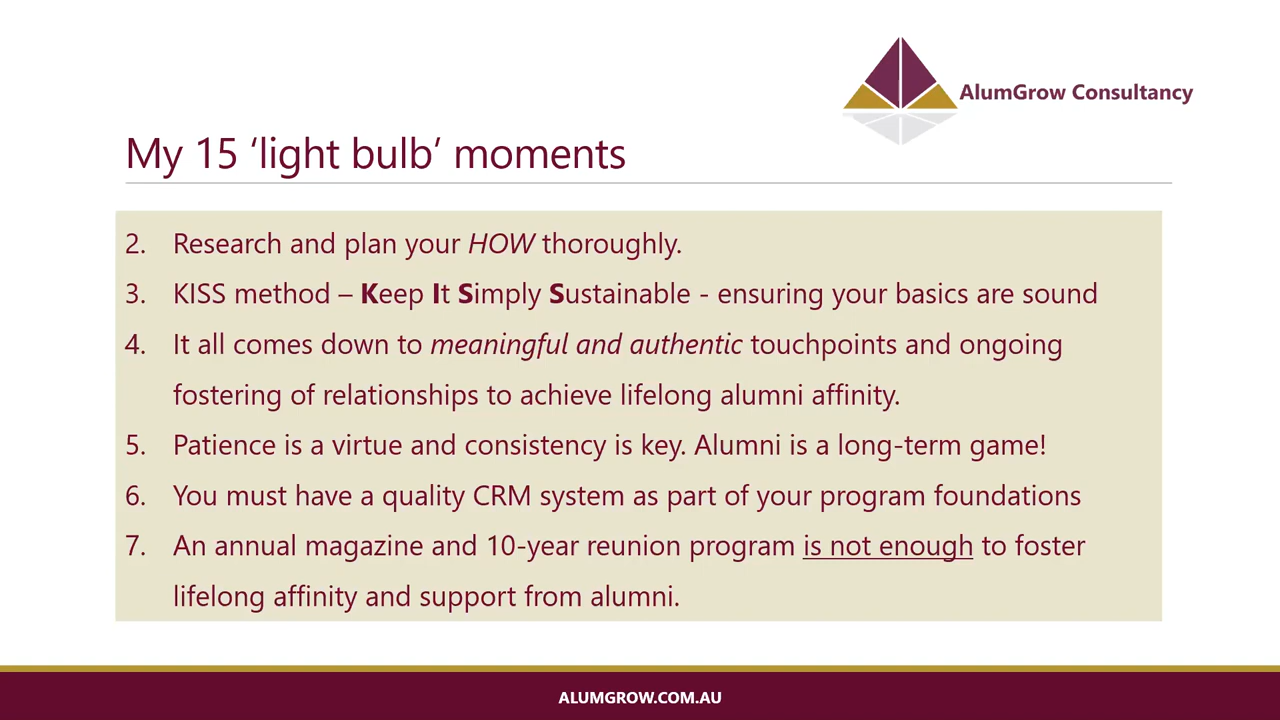 AlumGrow Consultancy
My 15 ‘light bulb’ moments
2. Research and plan your HOW thoroughly.
3. KISS method – Keep It Simply Sustainable - ensuring your basics are sound
4. It all comes down to meaningful and authentic touchpoints and ongoing
fostering of relationships to achieve lifelong alumni affinity.
5. Patience is a virtue and consistency is key. Alumni is a long-term game!
6. You must have a quality CRM system as part of your program foundations
7. An annual magazine and 10-year reunion program is not enough to foster
lifelong affinity and support from alumni.
ALUMGROW.COM.AU